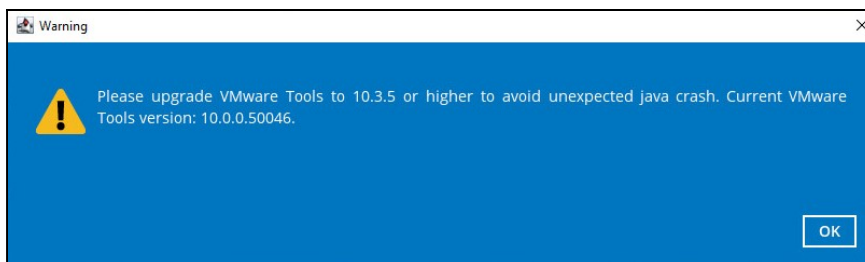 Warning
Please upgrade VMware Tools to 10.3.5 or higher to avoid unexpected java crash. Current VMware
Tools version: 10.0.0.50046.
OK